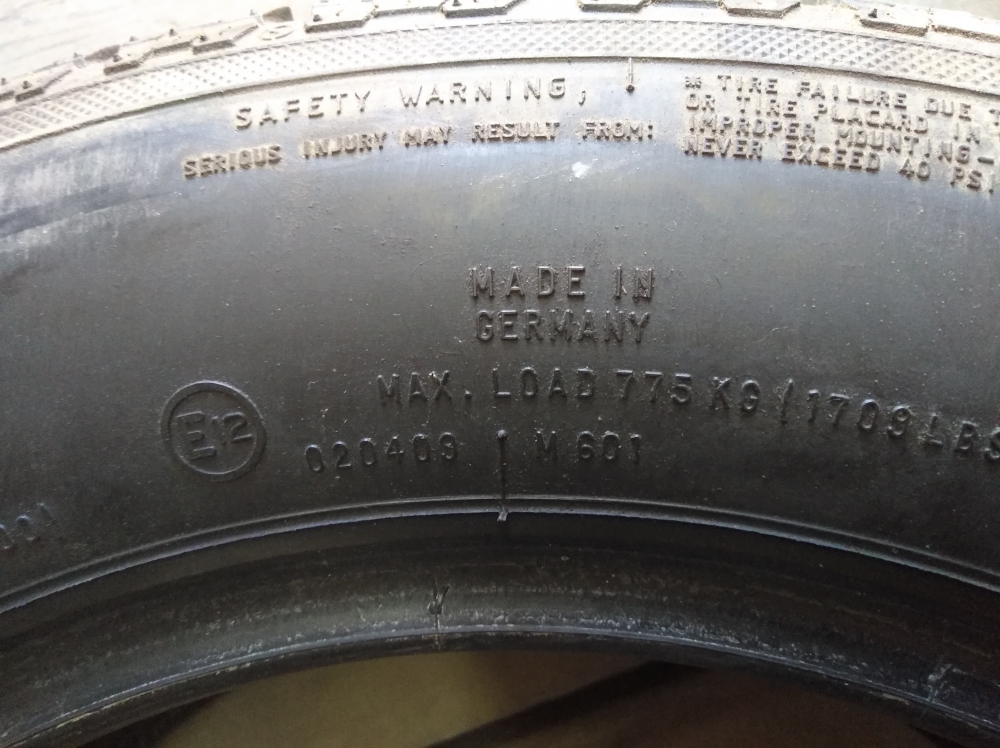 SAFETY WARNING,
SERIOUS INJURY MAY RESULT FROM:
* TIRE FAILURE DUE
OR TIRE PLACARD IN
IMPROPER MOUNTING-
NEVER EXCEED 40 PSI
MADE IN
GERMANY
MAX. LOAD 775 KG / 1709 LBS
E12
020409 M 601
001